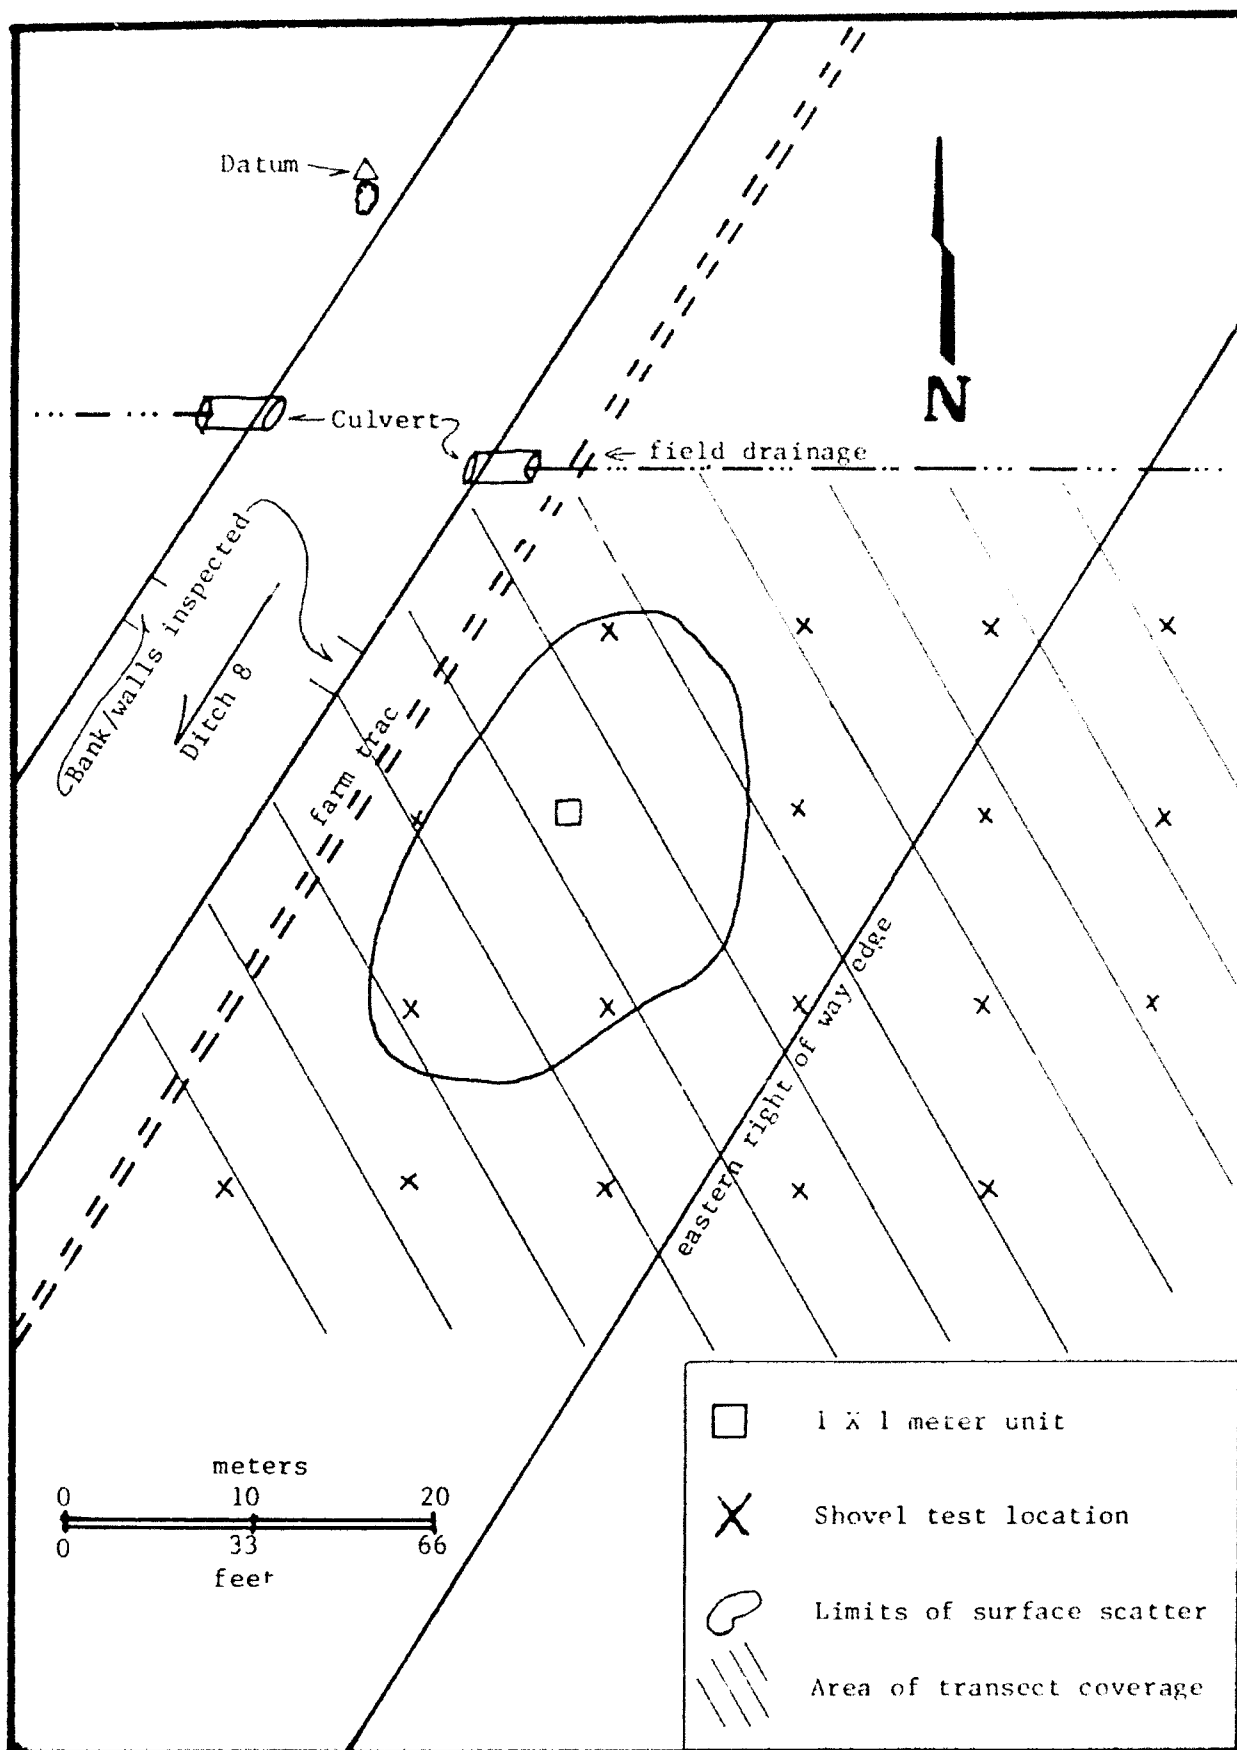 Datum
N
Culvert
field drainage
Bank/walls inspected
Ditch 8
farm trac
eastern right of way edge
meters
0 10 20
0 33 66
feet
1 X 1 meter unit
Shovel test location
Limits of surface scatter
Area of transect coverage